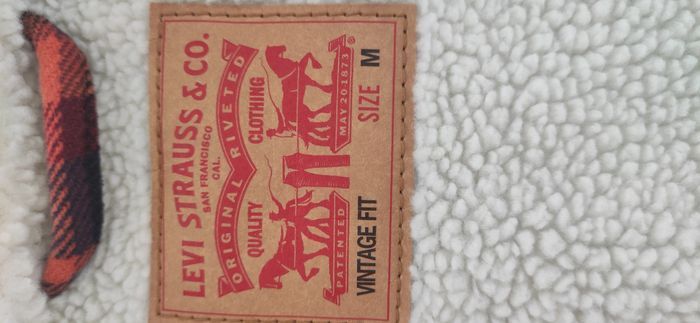 LEVI STRAUSS & CO.
SAN FRANCISCO
CAL.
ORIGINAL RIVETED
QUALITY CLOTHING
PATENTED MAY 20 1873
VINTAGE FIT SIZE M